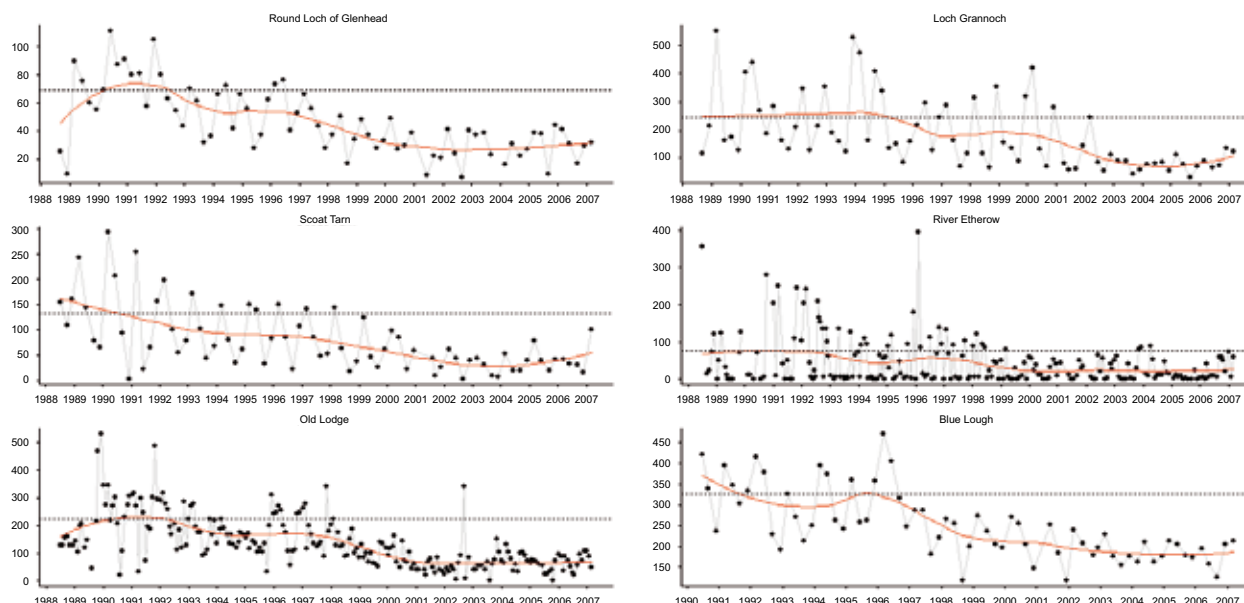 Round Loch of Glenhead
100
80
60
40
20
1988 1989 1990 1991 1992 1993 1994 1995 1996 1997 1998 1999 2000 2001 2002 2003 2004 2005 2006 2007
Loch Grannoch
500
400
300
200
100
1988 1989 1990 1991 1992 1993 1994 1995 1996 1997 1998 1999 2000 2001 2002 2003 2004 2005 2006 2007
Scoat Tarn
300
250
200
150
100
50
0
1988 1989 1990 1991 1992 1993 1994 1995 1996 1997 1998 1999 2000 2001 2002 2003 2004 2005 2006 2007
River Etherow
400
300
200
100
0
1988 1989 1990 1991 1992 1993 1994 1995 1996 1997 1998 1999 2000 2001 2002 2003 2004 2005 2006 2007
Old Lodge
500
400
300
200
100
0
1988 1989 1990 1991 1992 1993 1994 1995 1996 1997 1998 1999 2000 2001 2002 2003 2004 2005 2006 2007
Blue Lough
450
400
350
300
250
200
150
1990 1991 1992 1993 1994 1995 1996 1997 1998 1999 2000 2001 2002 2003 2004 2005 2006 2007